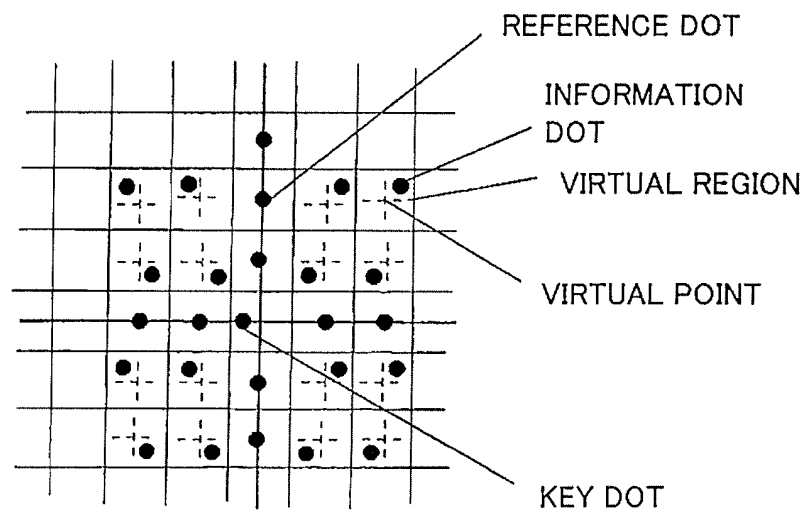 REFERENCE DOT
INFORMATION
DOT
VIRTUAL REGION
VIRTUAL POINT
KEY DOT